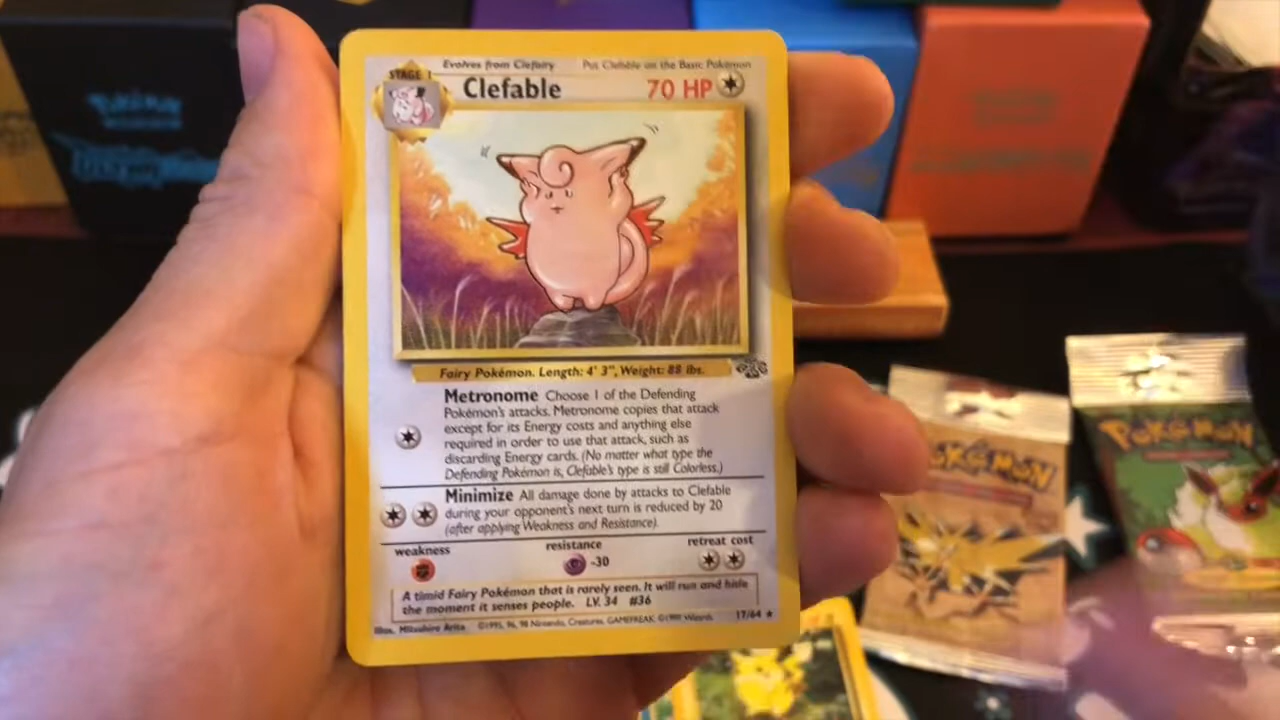 Evolves from Clefairy Put Clefable on the Basic Pokémon
STAGE 1
Clefable 70 HP
Fairy Pokémon. Length: 4' 3", Weight: 88 lbs.
Metronome Choose 1 of the Defending
Pokémon's attacks. Metronome copies that attack
except for its Energy costs and anything else
required in order to use that attack, such as
discarding Energy cards. (No matter what type the
Defending Pokémon is, Clefable's type is still Colorless.)
Minimize All damage done by attacks to Clefable
during your opponent's next turn is reduced by 20
(after applying Weakness and Resistance).
weakness resistance retreat cost
-30
A timid Fairy Pokémon that is rarely seen. It will run and hide
the moment it senses people. LV. 34 #36
Illus. Mitsuhiro Arita ©1995, 96, 98 Nintendo, Creatures, GAMEFREAK. ©1999 Wizards 17/64 ★
POKÉMON
POKÉMON
POKÉMON